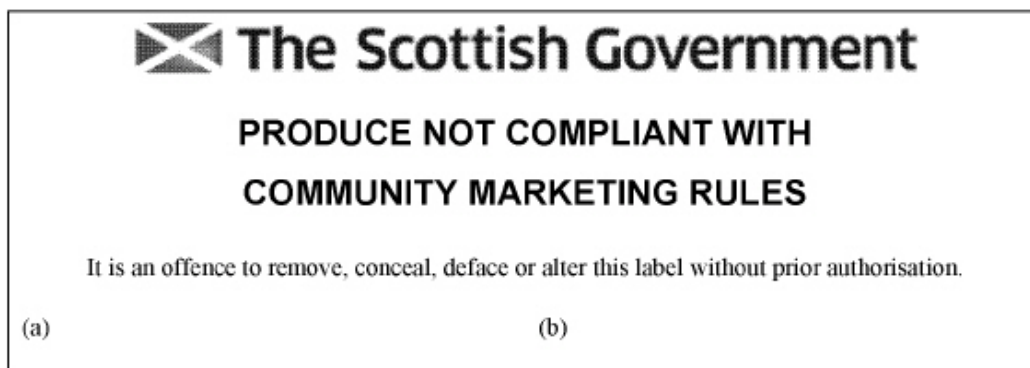 The Scottish Government
PRODUCE NOT COMPLIANT WITH
COMMUNITY MARKETING RULES
It is an offence to remove, conceal, deface or alter this label without prior authorisation.
(a) (b)